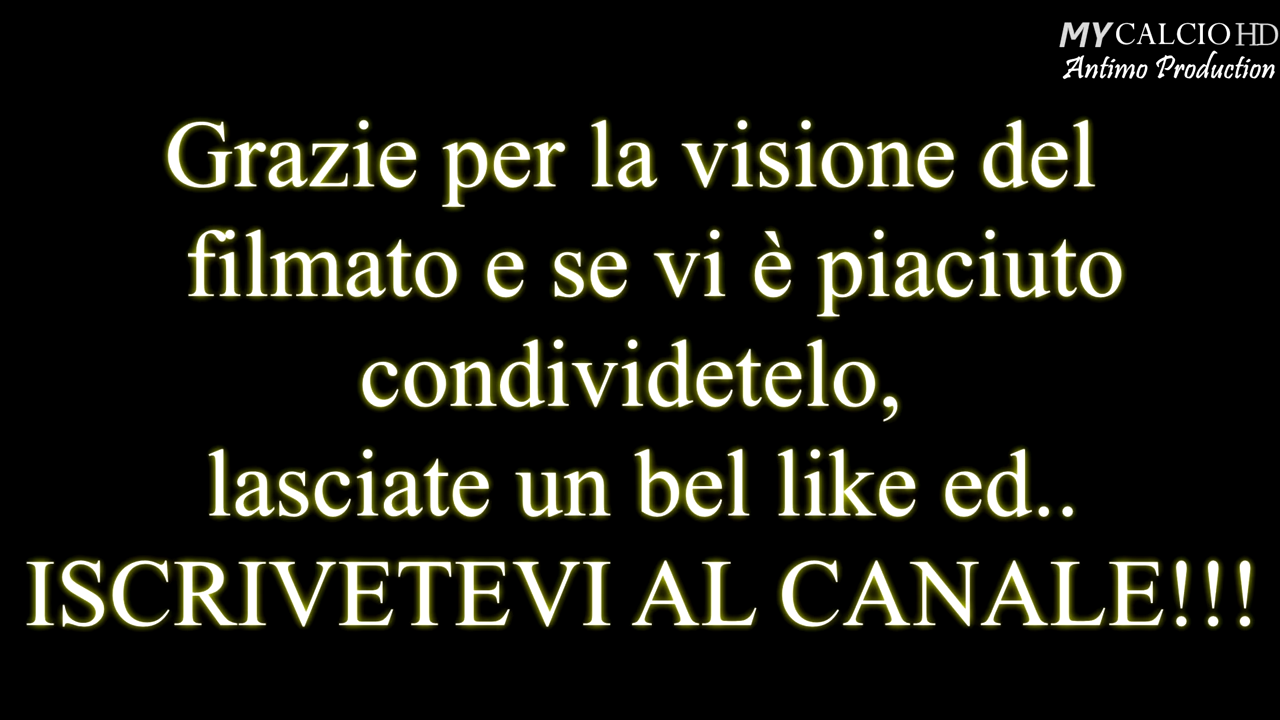 MYCALCIOHD
Antimo Production
Grazie per la visione del
filmato e se vi è piaciuto
condividetelo,
lasciate un bel like ed..
ISCRIVETEVI AL CANALE!!!